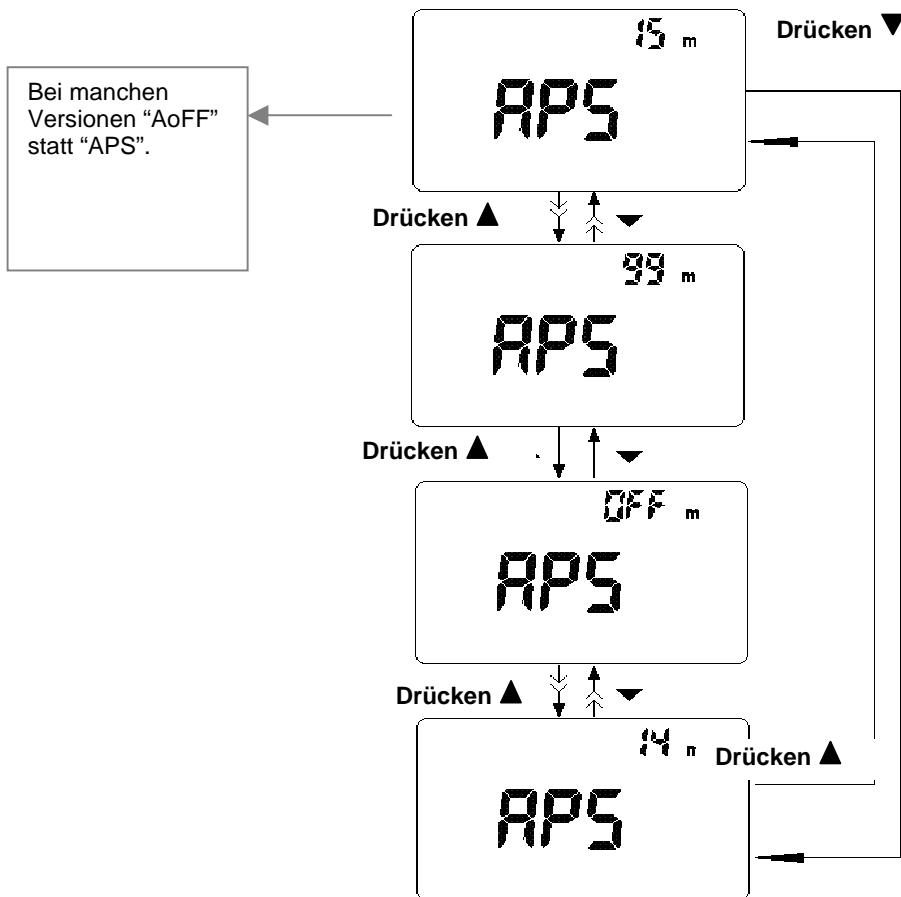 15 m
Drücken ▼
APS
Bei manchen
Versionen “AoFF”
statt “APS”.
Drücken ▲
99 m
APS
Drücken ▲
OFF m
APS
Drücken ▲
14 m
Drücken ▲
APS